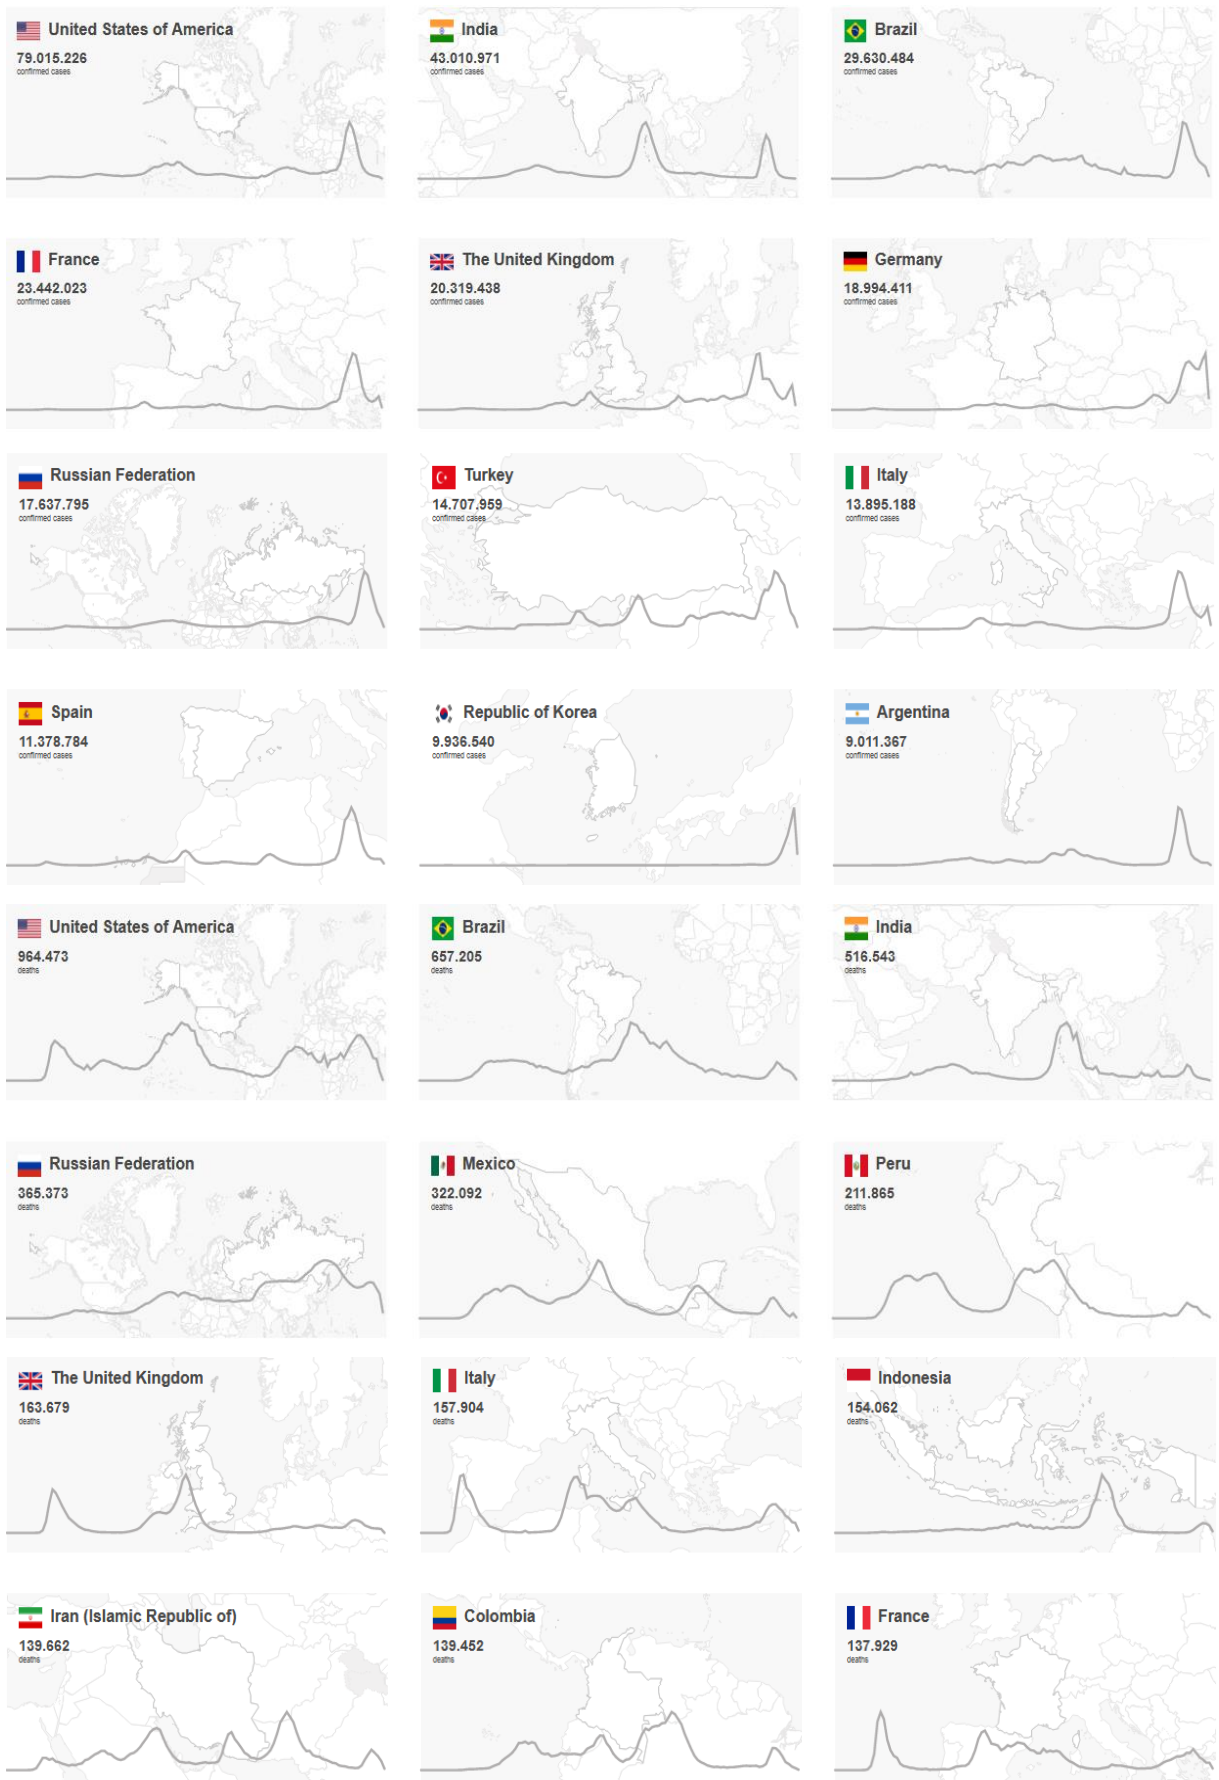 United States of America
79.015.226
confirmed cases
India
43.010.971
confirmed cases
Brazil
29.630.484
confirmed cases
France
23.442.023
confirmed cases
The United Kingdom
20.319.438
confirmed cases
Germany
18.994.411
confirmed cases
Russian Federation
17.637.795
confirmed cases
Turkey
14.707.959
confirmed cases
Italy
13.895.188
confirmed cases
Spain
11.378.784
confirmed cases
Republic of Korea
9.936.540
confirmed cases
Argentina
9.011.367
confirmed cases
United States of America
964.473
deaths
Brazil
657.205
deaths
India
516.543
deaths
Russian Federation
365.373
deaths
Mexico
322.092
deaths
Peru
211.865
deaths
The United Kingdom
163.679
deaths
Italy
157.904
deaths
Indonesia
154.062
deaths
Iran (Islamic Republic of)
139.662
deaths
Colombia
139.452
deaths
France
137.929
deaths